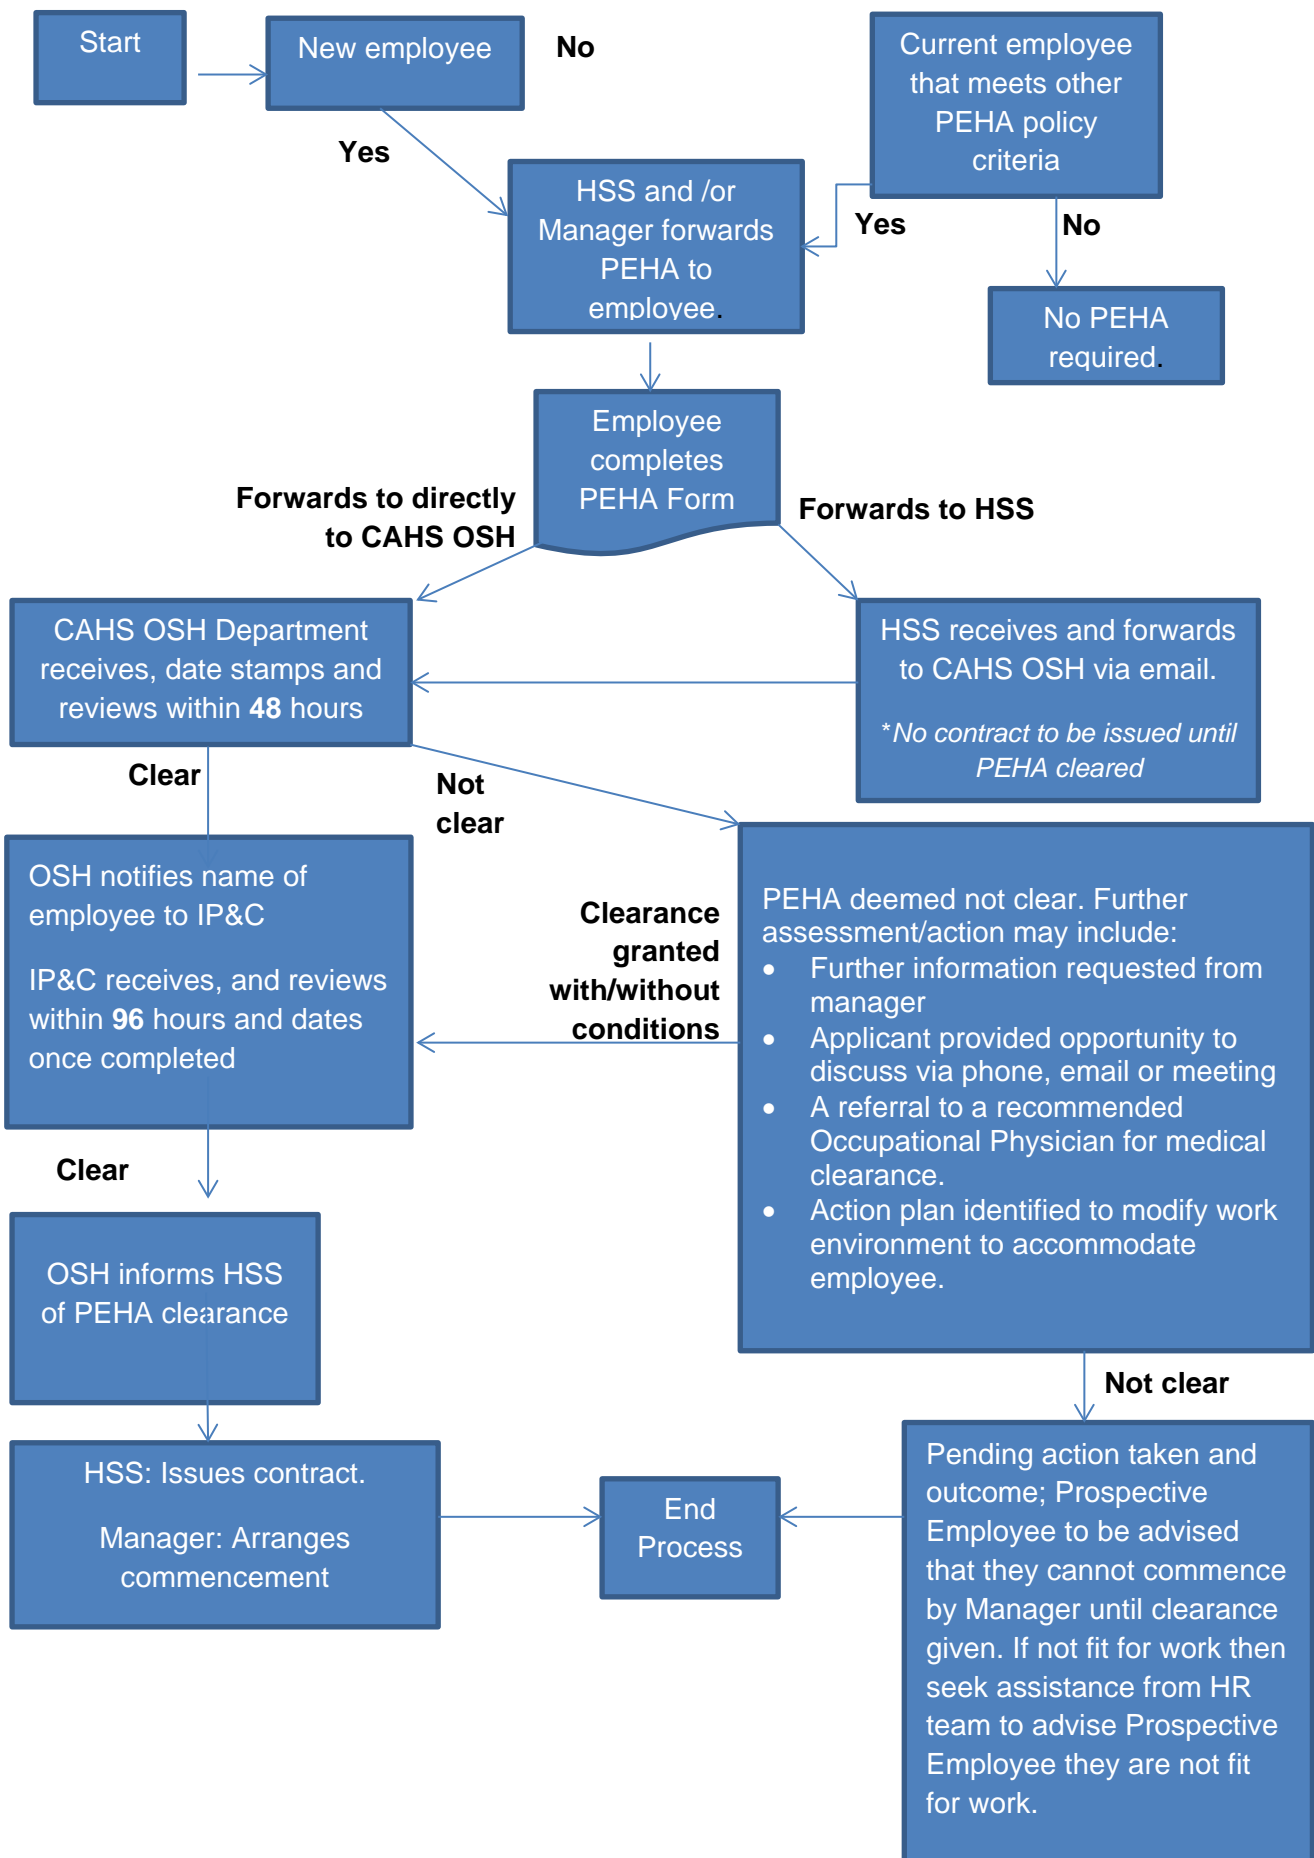 Start
New employee
No
Current employee
that meets other
PEHA policy
criteria
Yes
HSS and /or
Manager forwards
PEHA to
employee.
Yes
No
No PEHA
required.
Employee
completes
PEHA Form
Forwards to directly
to CAHS OSH
Forwards to HSS
CAHS OSH Department
receives, date stamps and
reviews within 48 hours
HSS receives and forwards
to CAHS OSH via email.
*No contract to be issued until
PEHA cleared
Clear
Not
clear
OSH notifies name of
employee to IP&C
IP&C receives, and reviews
within 96 hours and dates
once completed
Clearance
granted
with/without
conditions
PEHA deemed not clear. Further
assessment/action may include:
• Further information requested from
manager
• Applicant provided opportunity to
discuss via phone, email or meeting
• A referral to a recommended
Occupational Physician for medical
clearance.
• Action plan identified to modify work
environment to accommodate
employee.
Clear
OSH informs HSS
of PEHA clearance
Not clear
HSS: Issues contract.
Manager: Arranges
commencement
End
Process
Pending action taken and
outcome; Prospective
Employee to be advised
that they cannot commence
by Manager until clearance
given. If not fit for work then
seek assistance from HR
team to advise Prospective
Employee they are not fit
for work.